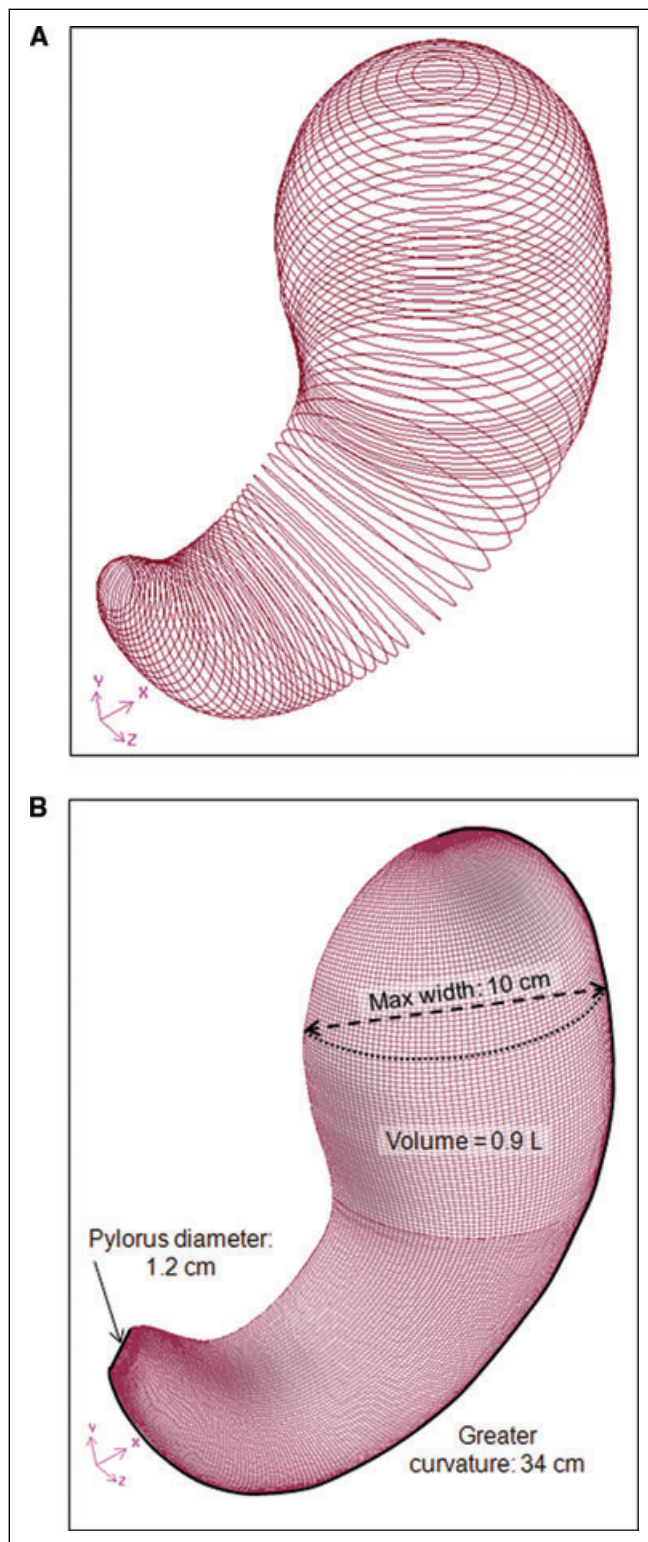 A
Y
X
Z
B
Max width: 10 cm
Volume = 0.9 L
Pylorus diameter:
1.2 cm
Y
X
Z
Greater
curvature: 34 cm